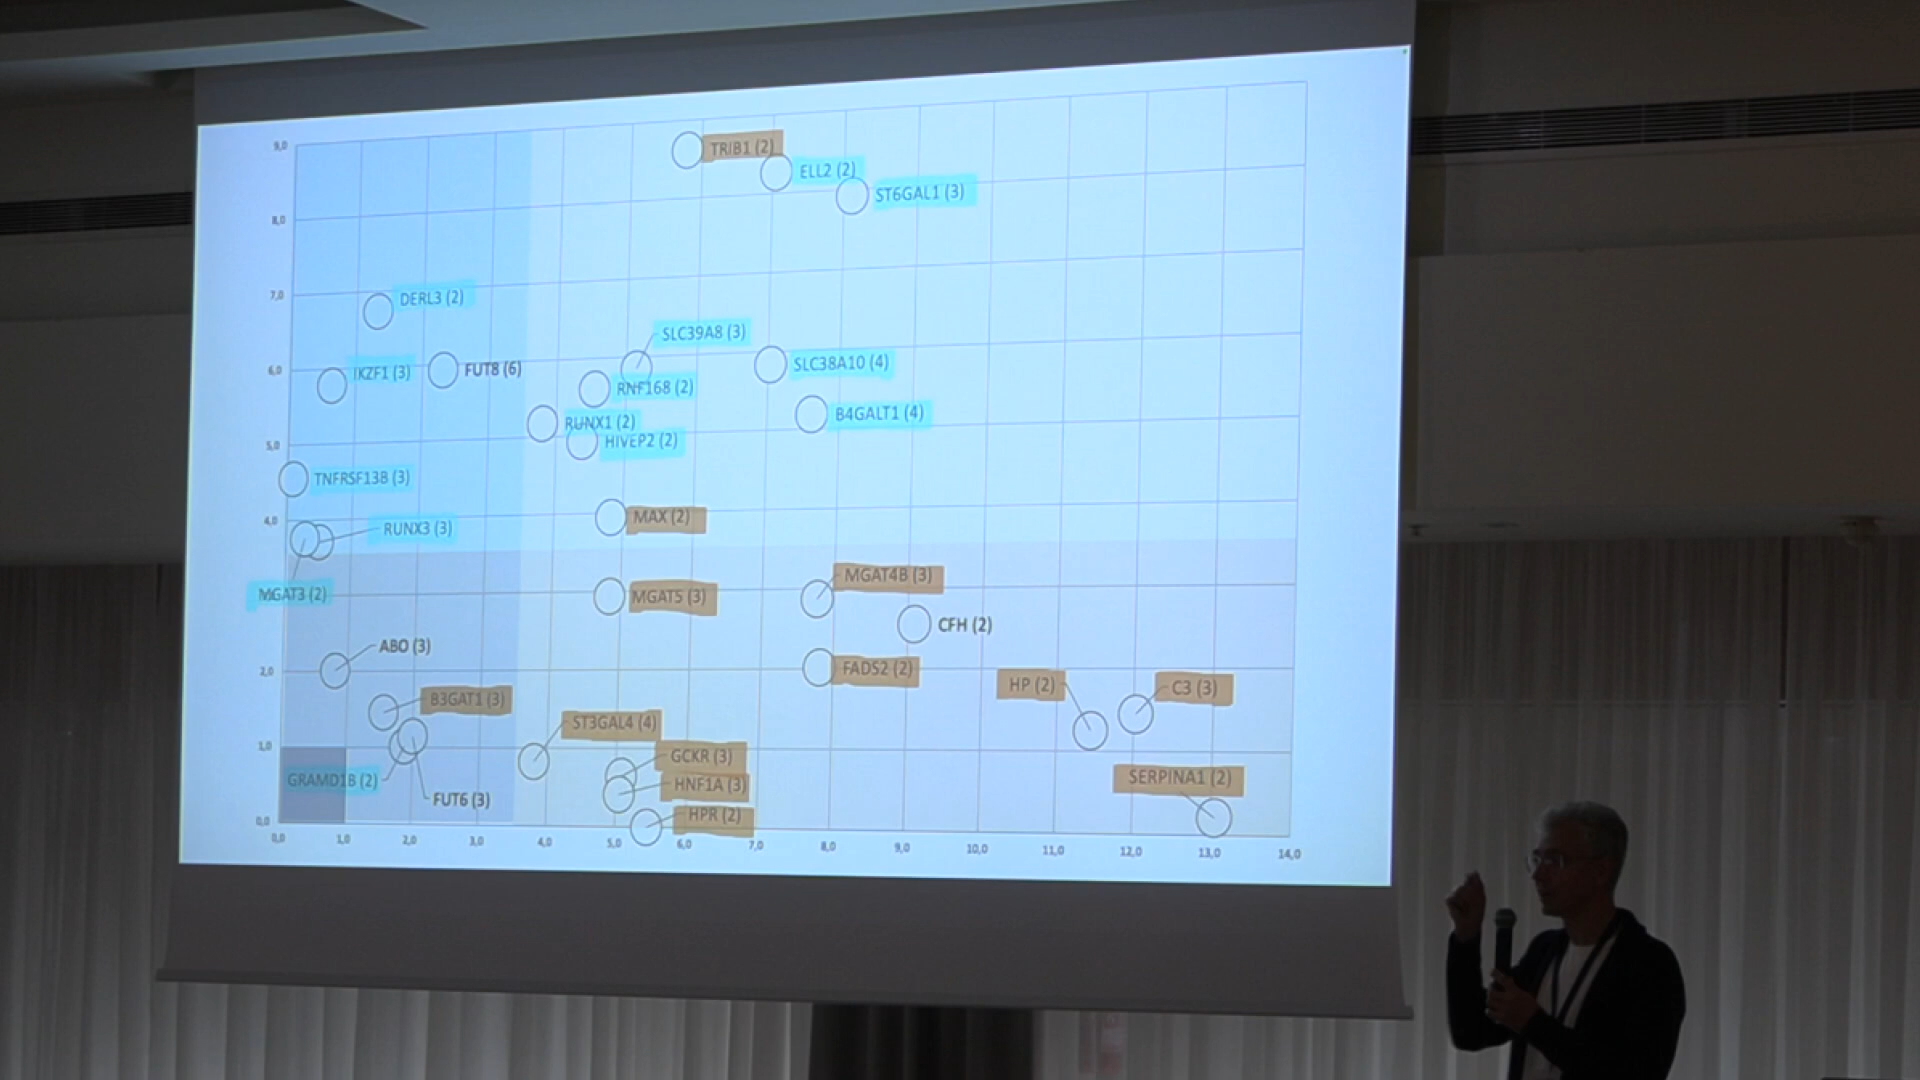 9,0
TRIB1 (2)
ELL2 (2)
ST6GAL1 (3)
8,0
7,0
DERL3 (2)
SLC39A8 (3)
6,0
IKZF1 (3)
FUT8 (6)
SLC38A10 (4)
RNF168 (2)
RUNX1 (2)
B4GALT1 (4)
HIVEP2 (2)
5,0
TNFRSF13B (3)
4,0
RUNX3 (3)
MAX (2)
MGAT3 (2)
MGAT5 (3)
MGAT4B (3)
CFH (2)
ABO (3)
2,0
FADS2 (2)
HP (2)
C3 (3)
B3GAT1 (3)
ST3GAL4 (4)
1,0
GCKR (3)
GRAMD1B (2)
HNF1A (3)
SERPINA1 (2)
FUT6 (3)
HPR (2)
0,0
0,0 1,0 2,0 3,0 4,0 5,0 6,0 7,0 8,0 9,0 10,0 11,0 12,0 13,0 14,0